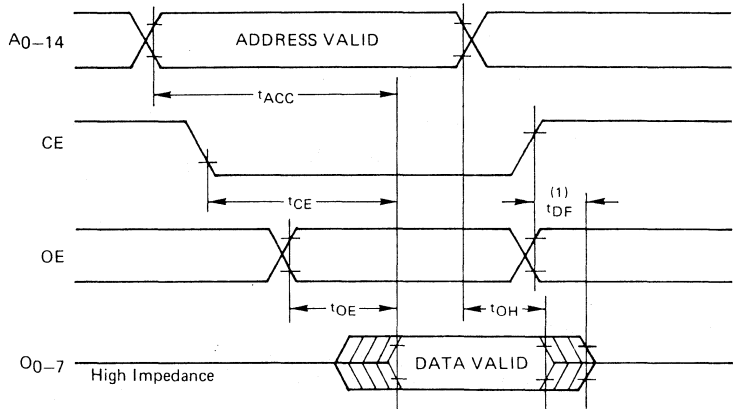 A0–14
ADDRESS VALID
tACC
CE
tCE
(1)
tDF
OE
tOE
tOH
O0–7
High Impedance
DATA VALID